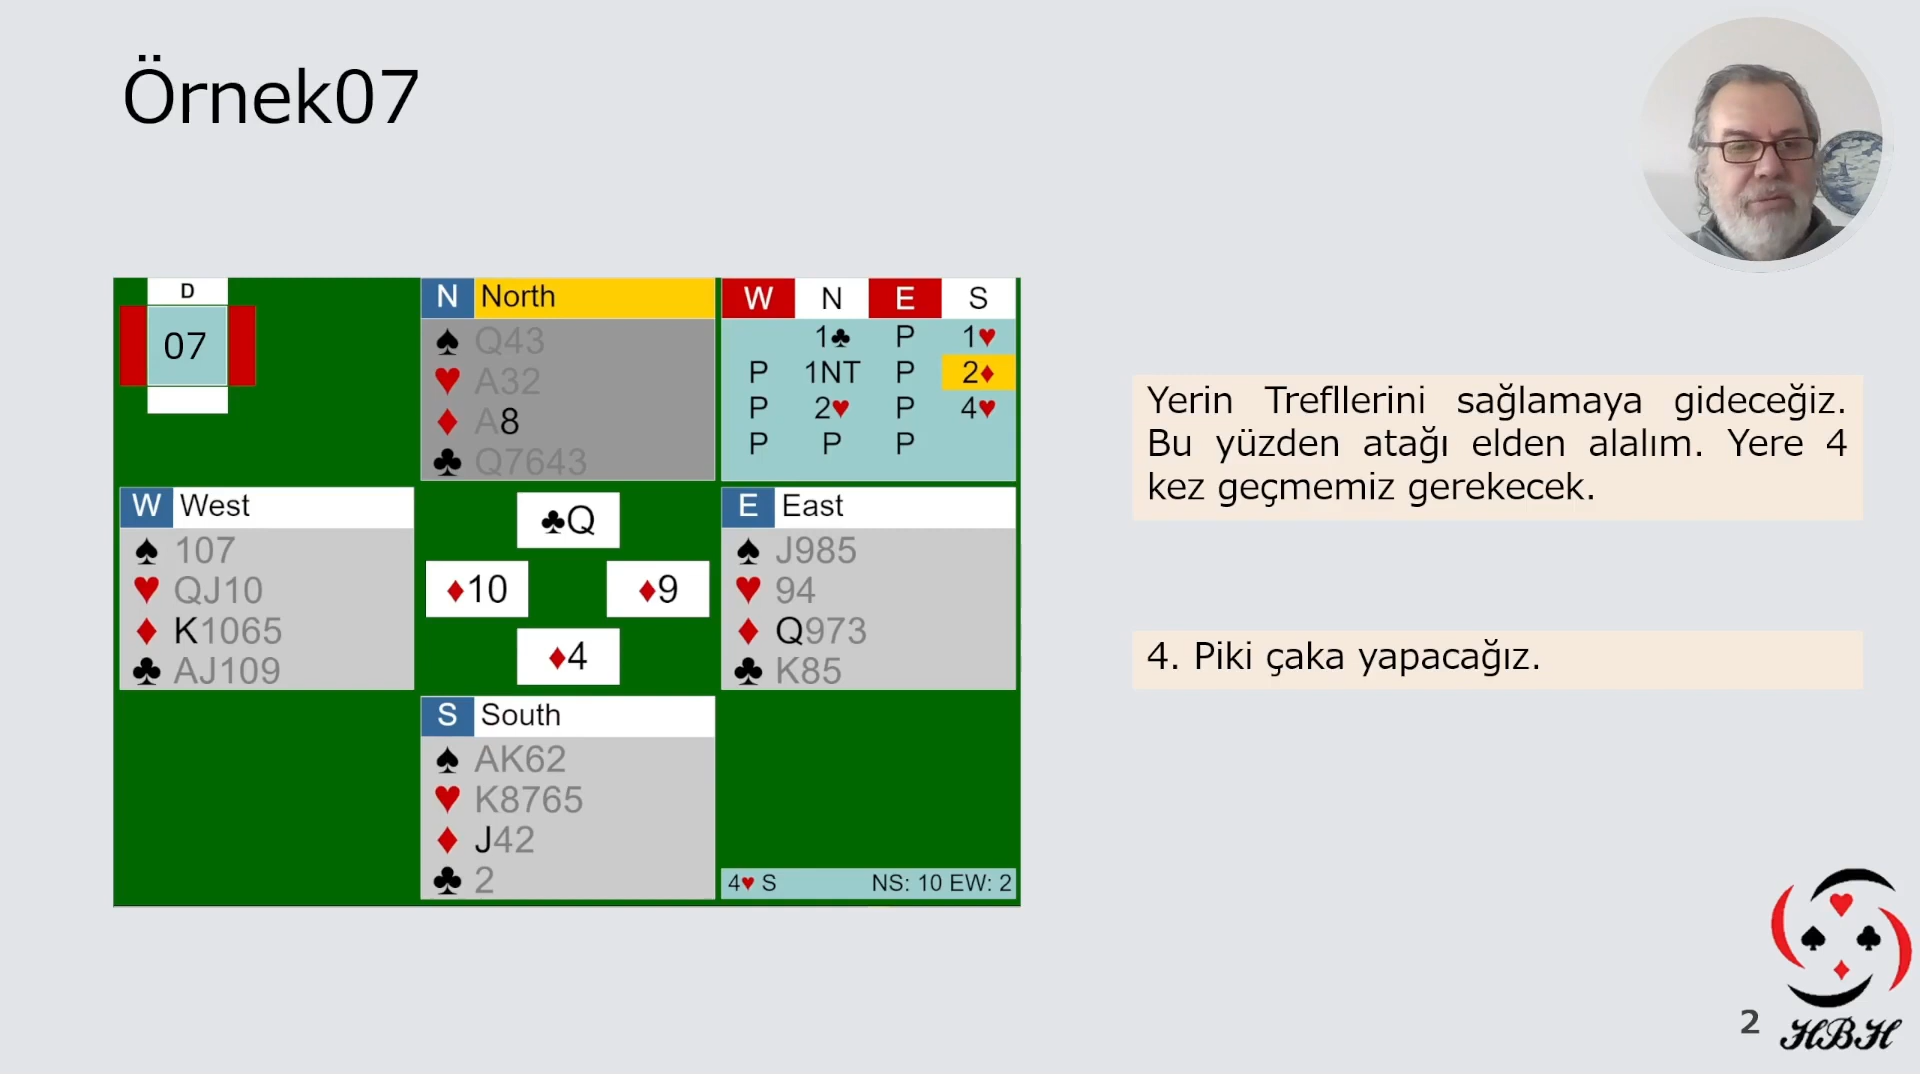 Örnek07
D
07
N North
♠ Q43
♥ A32
♦ A8
♣ Q7643
W N E S
1♣ P 1♥
P 1NT P 2♦
P 2♥ P 4♥
P P P
W West
♠ 107
♥ QJ10
♦ K1065
♣ AJ109
♣Q
♦10 ♦9
♦4
E East
♠ J985
♥ 94
♦ Q973
♣ K85
S South
♠ AK62
♥ K8765
♦ J42
♣ 2
4♥ S NS: 10 EW: 2
Yerin Trefllerini sağlamaya gideceğiz.
Bu yüzden atağı elden alalım. Yere 4
kez geçmemiz gerekecek.
4. Piki çaka yapacağız.
2
HBH